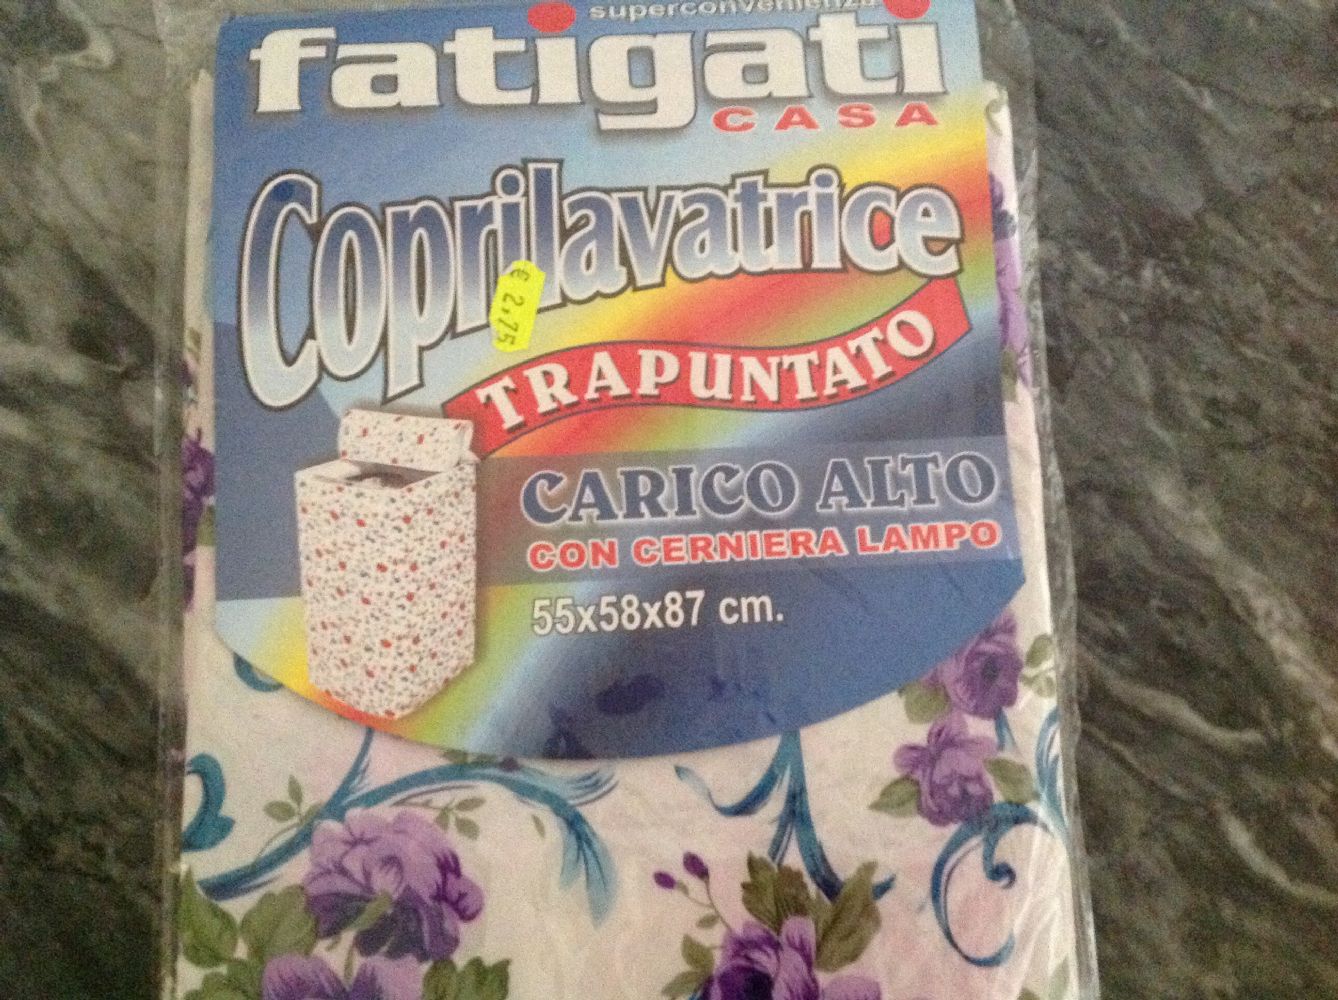 superconvenienza
fatigati
CASA
Coprilavatrice
€ 2,75
TRAPUNTATO
CARICO ALTO
CON CERNIERA LAMPO
55x58x87 cm.